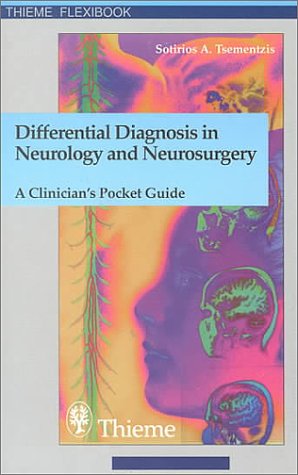 THIEME FLEXIBOOK
Sotirios A. Tsementzis
Differential Diagnosis in
Neurology and Neurosurgery
A Clinician's Pocket Guide
Thieme